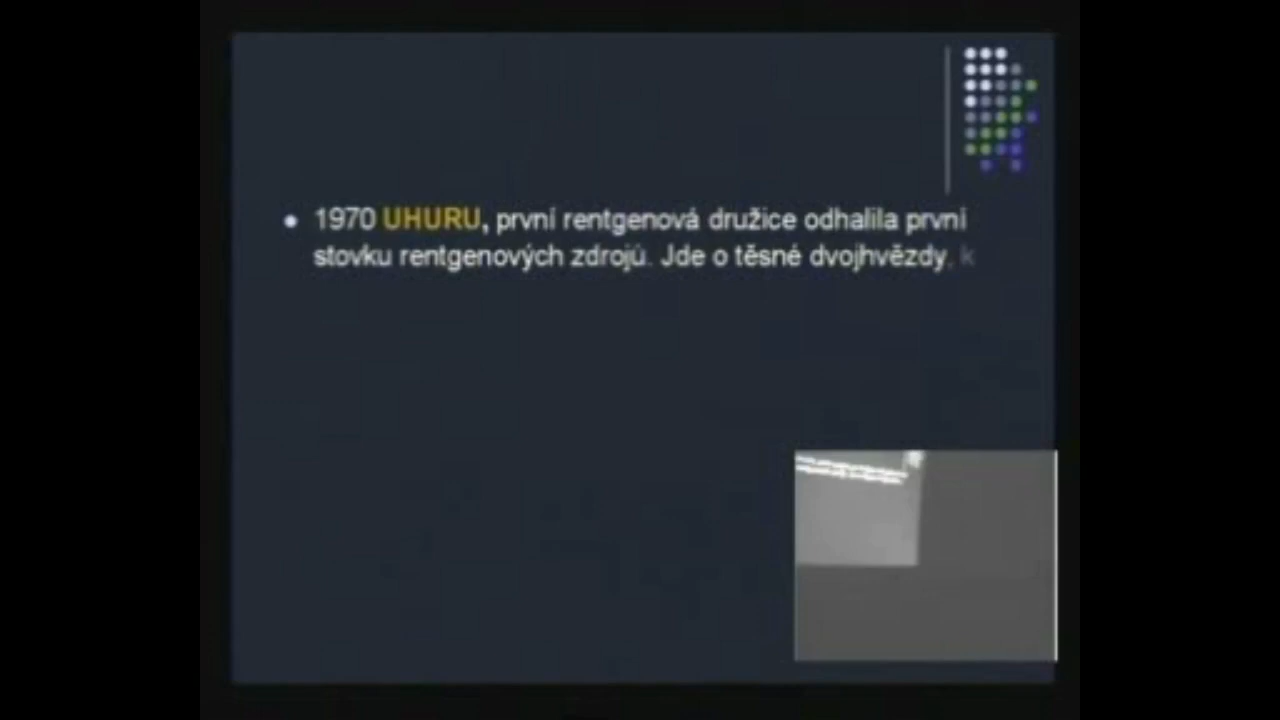 1970 UHURU, první rentgenová družice odhalila první
stovku rentgenových zdrojů. Jde o těsné dvojhvězdy, k